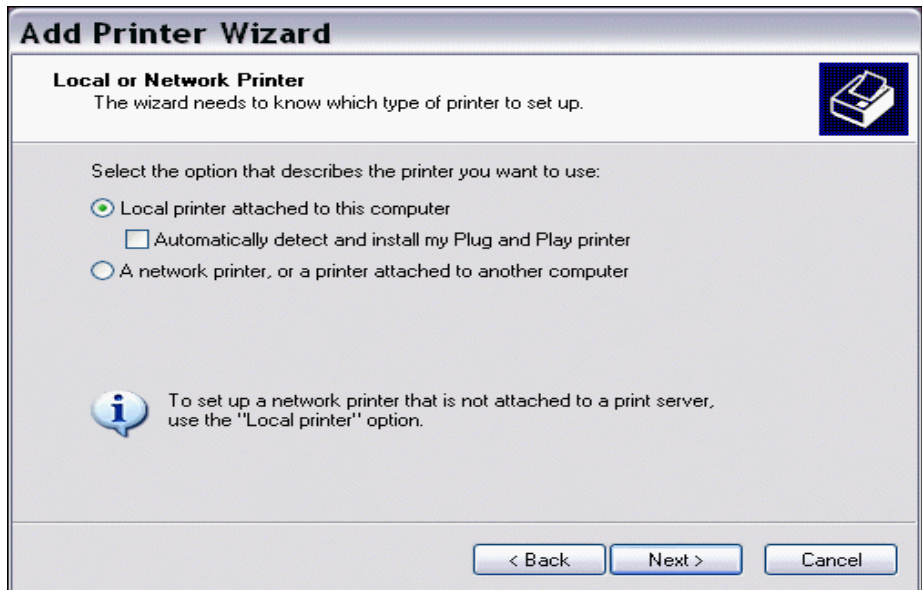 Add Printer Wizard
Local or Network Printer
The wizard needs to know which type of printer to set up.
Select the option that describes the printer you want to use:
Local printer attached to this computer
Automatically detect and install my Plug and Play printer
A network printer, or a printer attached to another computer
To set up a network printer that is not attached to a print server,
use the "Local printer" option.
< Back Next > Cancel